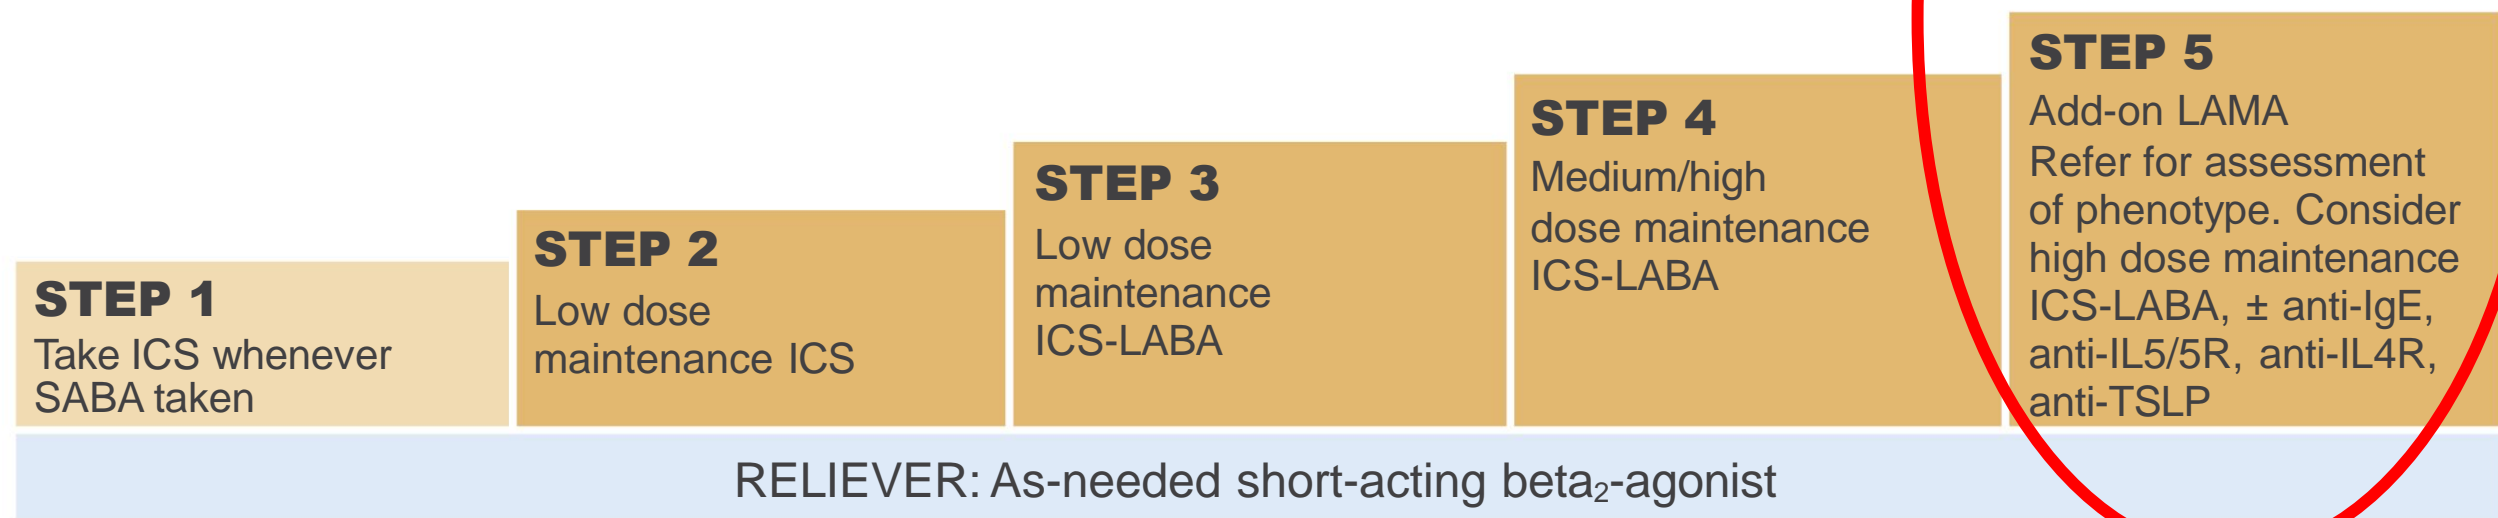 STEP 1
Take ICS whenever
SABA taken
STEP 2
Low dose
maintenance ICS
STEP 3
Low dose
maintenance
ICS-LABA
STEP 4
Medium/high
dose maintenance
ICS-LABA
STEP 5
Add-on LAMA
Refer for assessment
of phenotype. Consider
high dose maintenance
ICS-LABA, ± anti-IgE,
anti-IL5/5R, anti-IL4R,
anti-TSLP
RELIEVER: As-needed short-acting beta₂-agonist